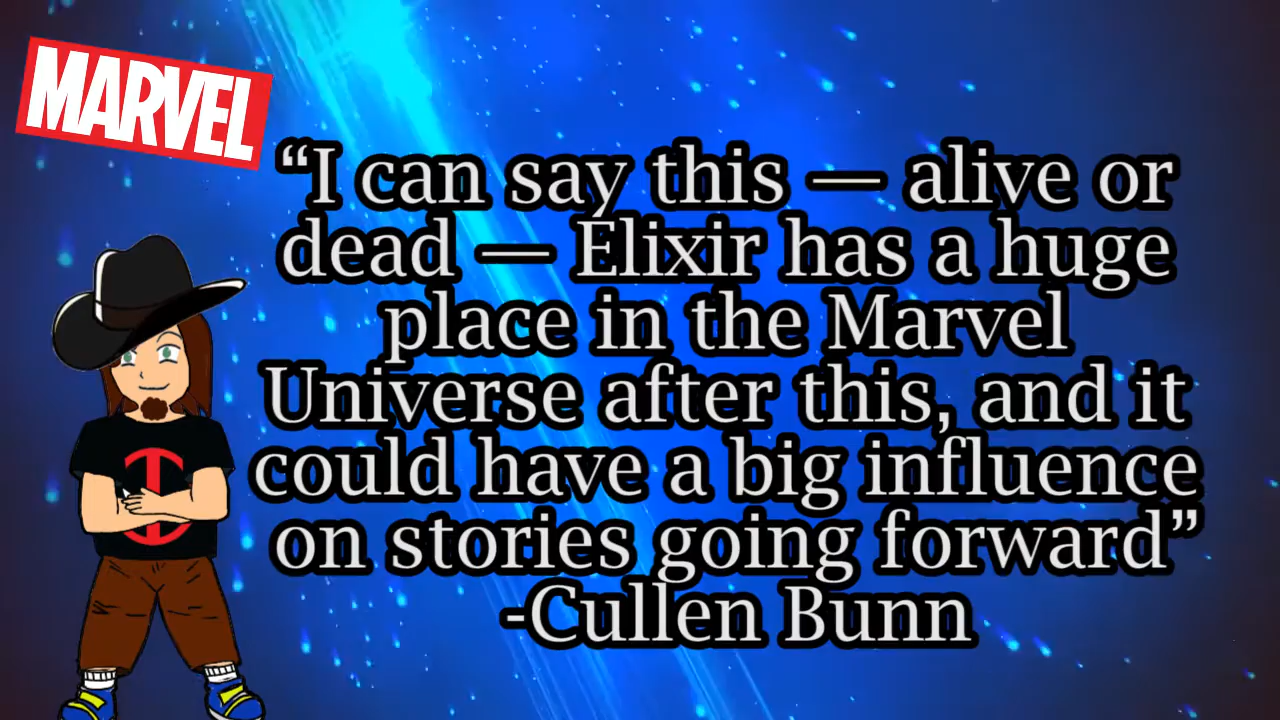 MARVEL
“I can say this — alive or
dead — Elixir has a huge
place in the Marvel
Universe after this, and it
could have a big influence
on stories going forward”
-Cullen Bunn